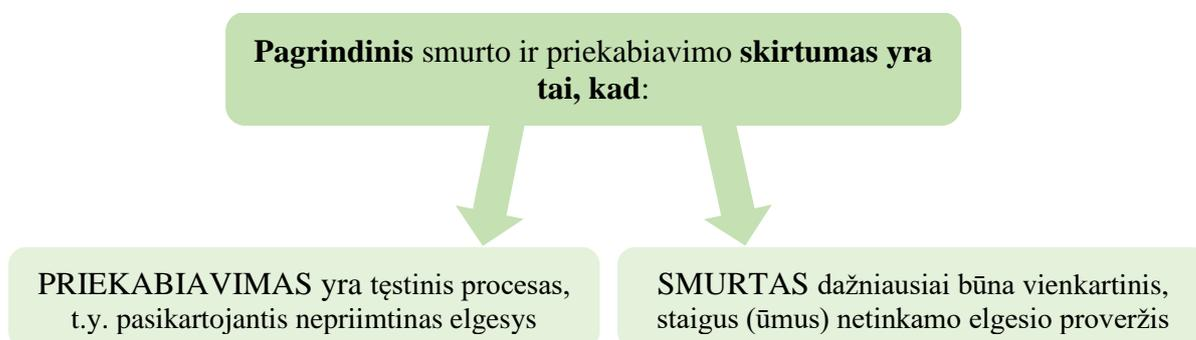 Pagrindinis smurto ir priekabiavimo skirtumas yra
tai, kad:
PRIEKABIAVIMAS yra tęstinis procesas,
t.y. pasikartojantis nepriimtinas elgesys
SMURTAS dažniausiai būna vienkartinis,
staigus (ūmus) netinkamo elgesio proveržis